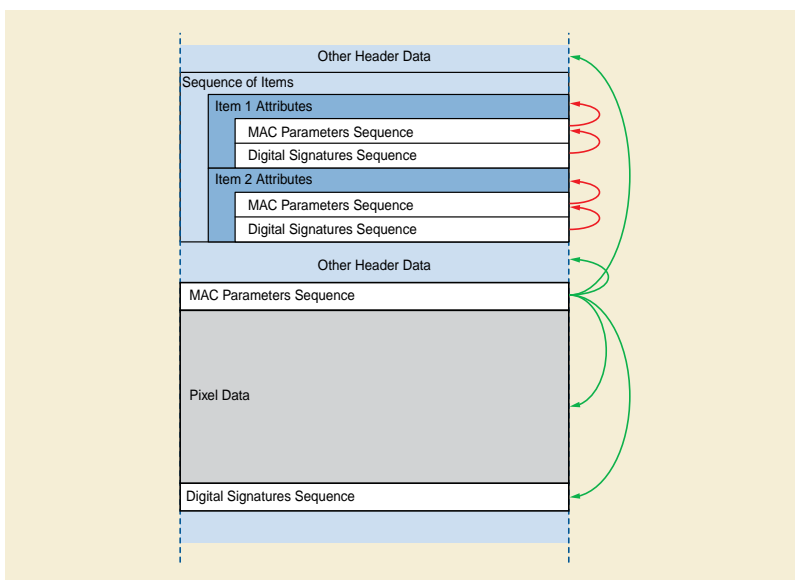 Other Header Data
Sequence of Items
Item 1 Attributes
MAC Parameters Sequence
Digital Signatures Sequence
Item 2 Attributes
MAC Parameters Sequence
Digital Signatures Sequence
Other Header Data
MAC Parameters Sequence
Pixel Data
Digital Signatures Sequence